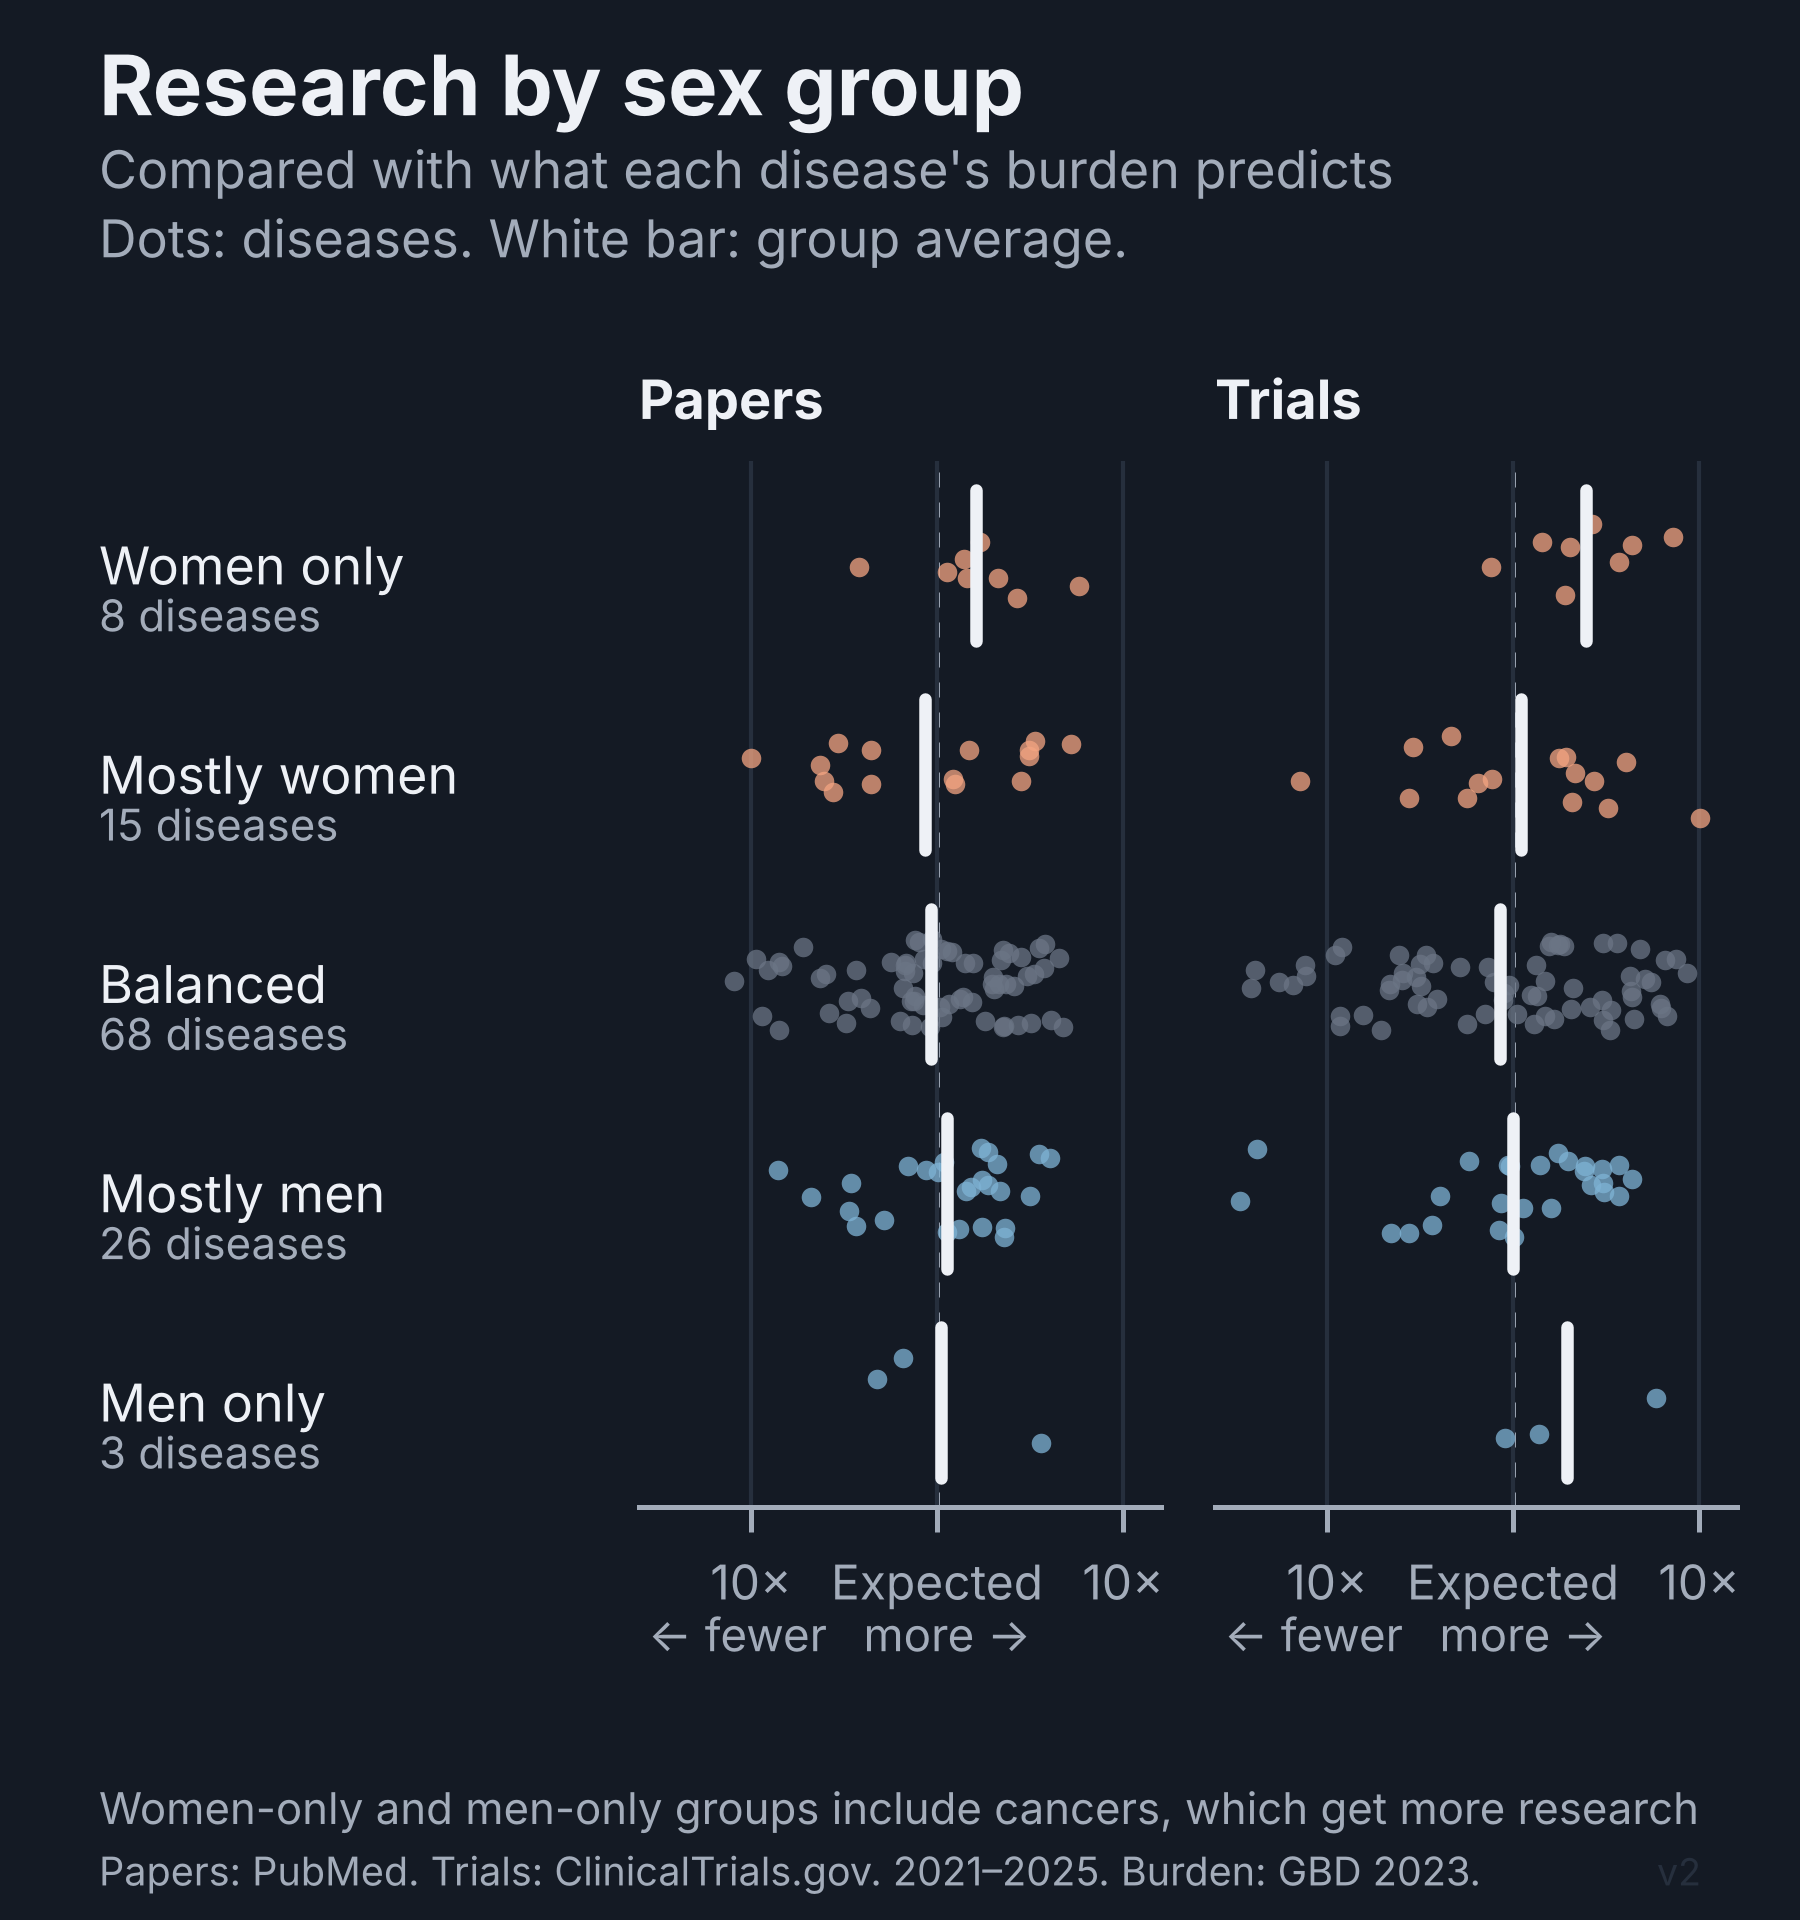 Research by sex group
Compared with what each disease's burden predicts
Dots: diseases. White bar: group average.
Papers
Trials
Women only
8 diseases
Mostly women
15 diseases
Balanced
68 diseases
Mostly men
26 diseases
Men only
3 diseases
10× Expected 10×
← fewer more →
10× Expected 10×
← fewer more →
Women-only and men-only groups include cancers, which get more research
Papers: PubMed. Trials: ClinicalTrials.gov. 2021–2025. Burden: GBD 2023.
v2